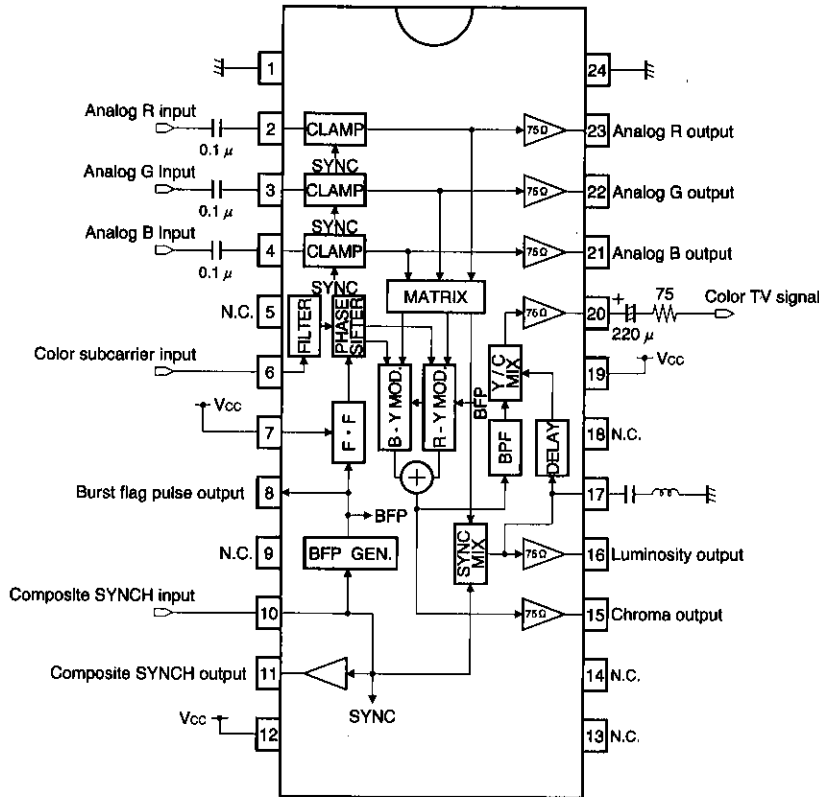 1
24
Analog R input
0.1 μ
2
CLAMP
75Ω
23
Analog R output
SYNC
Analog G Input
0.1 μ
3
CLAMP
75Ω
22
Analog G output
SYNC
Analog B Input
0.1 μ
4
CLAMP
75Ω
21
Analog B output
SYNC
N.C.
5
FILTER
PHASE
SIFTER
MATRIX
75Ω
20
+
220 μ
75
Color TV signal
Color subcarrier input
6
B - Y MOD.
R - Y MOD.
BFP
Y / C
MIX
19
Vcc
Vcc
7
F · F
BPF
DELAY
18
N.C.
Burst flag pulse output
8
BFP
+
17
N.C.
9
BFP GEN.
SYNC
MIX
75Ω
16
Luminosity output
Composite SYNCH input
10
75Ω
15
Chroma output
Composite SYNCH output
11
SYNC
14
N.C.
Vcc
12
13
N.C.